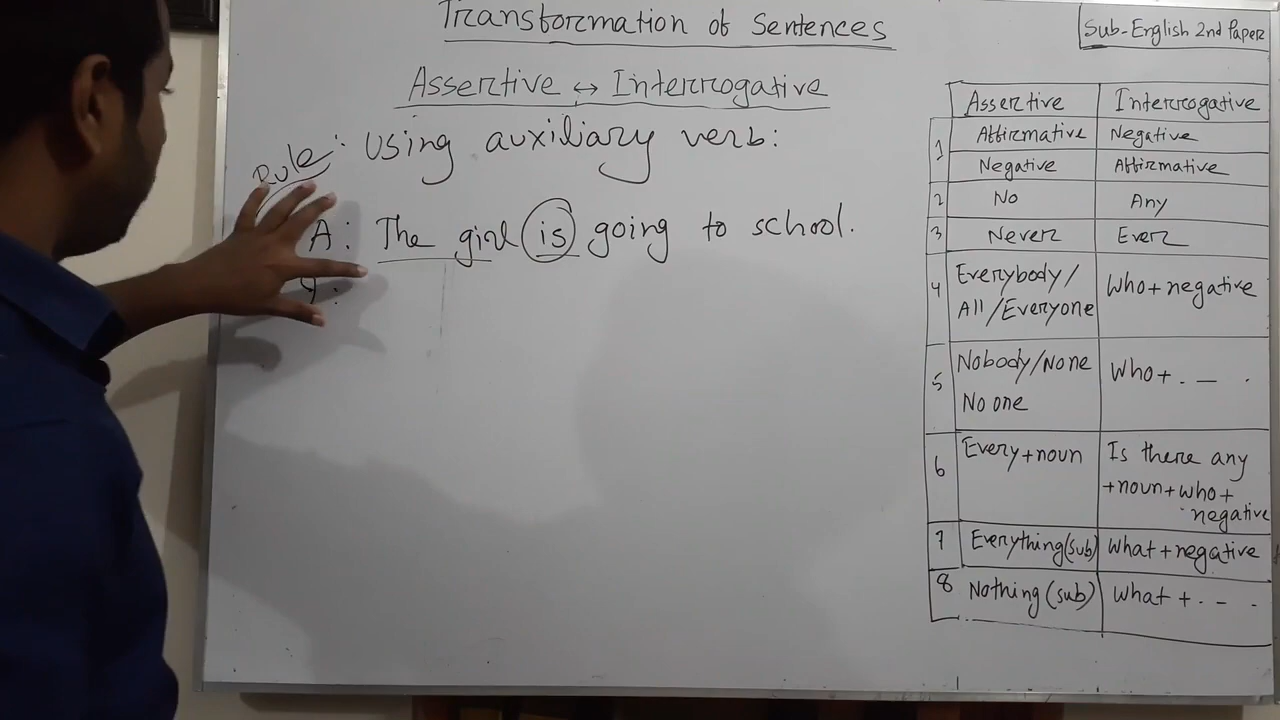 Transformation of Sentences
Sub-English 2nd Paper
Assertive ↔ Interrogative
Rule: Using auxiliary verb:
A: The girl is going to school.
Assertive Interrogative
1 Affirmative Negative
Negative Affirmative
2 No Any
3 Never Ever
4 Everybody/ Who+negative
All/Everyone
5 Nobody/None Who+. — .
No one
6 Every+noun Is there any
+noun+who+
negative
7 Everything(sub) What+negative
8 Nothing (sub) What + . - .